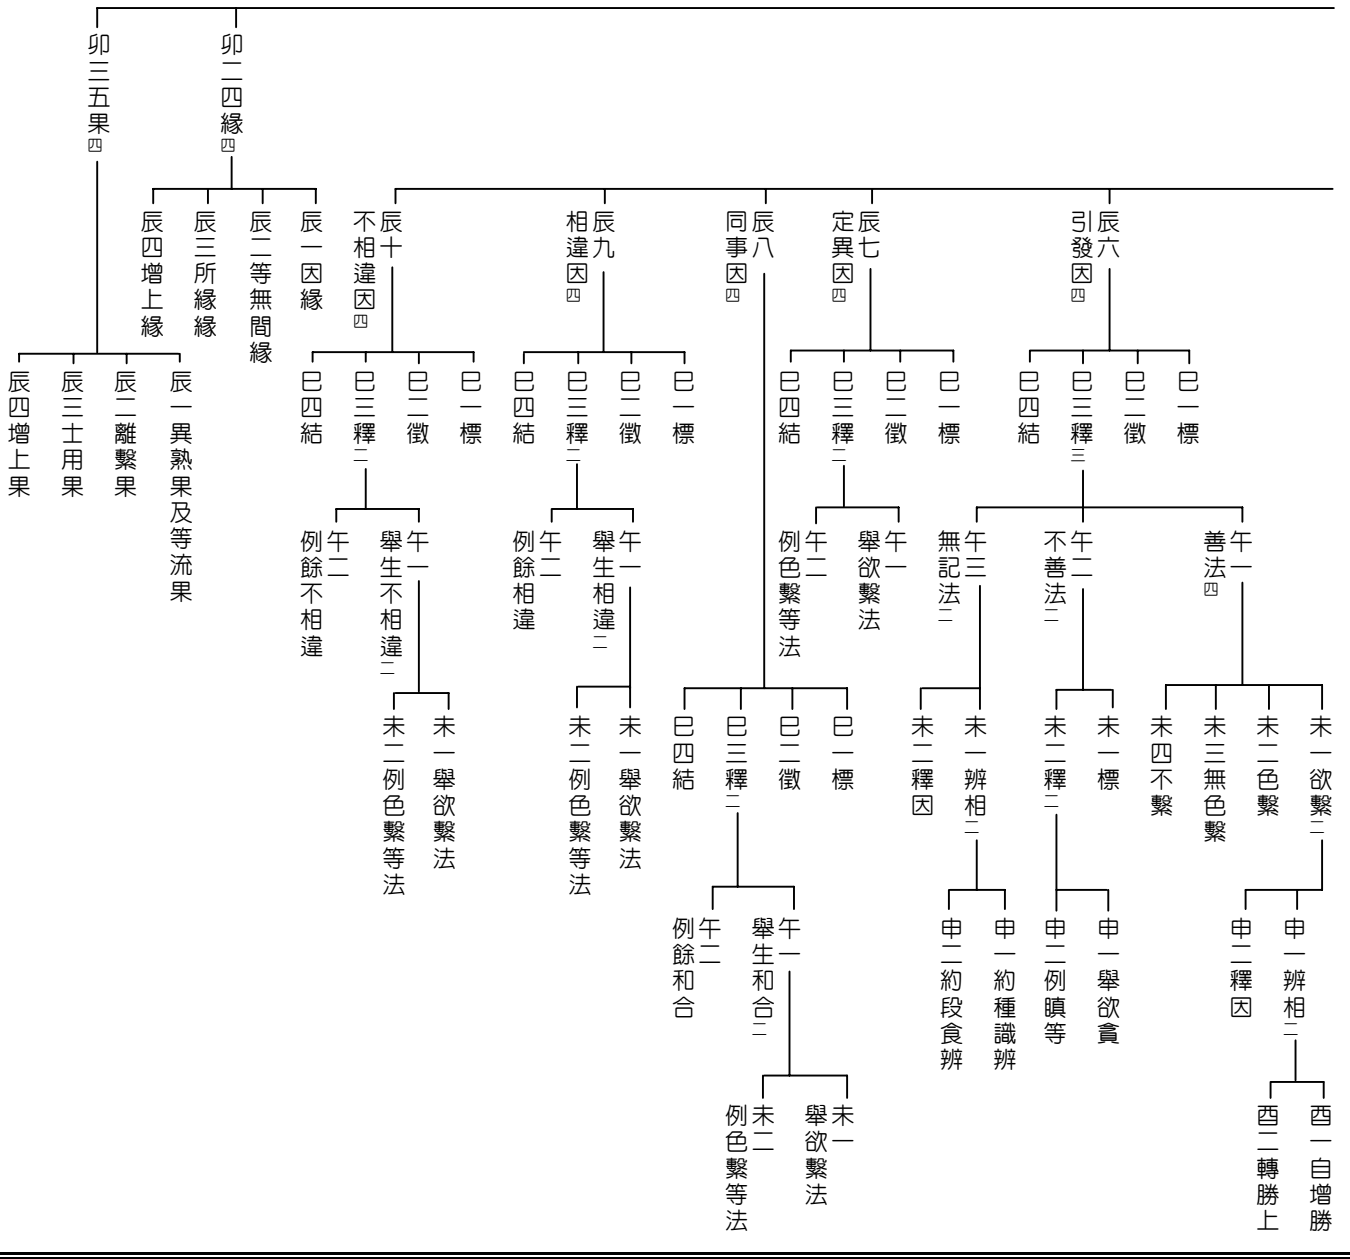 卯二四緣四
卯三五果四
辰六
引發因四
辰七
定異因四
辰八
同事因四
辰九
相違因四
辰十
不相違因四
辰一因緣
辰二等無間緣
辰三所緣緣
辰四增上緣
巳一標
巳二徵
巳三釋三
巳四結
巳一標
巳二徵
巳三釋二
巳四結
巳一標
巳二徵
巳三釋二
巳四結
巳一標
巳二徵
巳三釋二
巳四結
辰一異熟果及等流果
辰二離繫果
辰三士用果
辰四增上果
午一
善法四
午二
不善法二
午三
無記法二
午一
舉欲繫法
午二
例色繫等法
午一
舉生相違二
午二
例餘相違
午一
舉生不相違二
午二
例餘不相違
未一欲繫二
未二色繫
未三無色繫
未四不繫
未一標
未二釋二
未一辨相二
未二釋因
巳一標
巳二徵
巳三釋二
巳四結
未一舉欲繫法
未二例色繫等法
未一舉欲繫法
未二例色繫等法
申一辨相二
申二釋因
申一舉欲貪
申二例瞋等
申一約種識辨
申二約段食辨
午一
舉生和合二
午二
例餘和合
酉一自增勝
酉二轉勝上
未一
舉欲繫法
未二
例色繫等法